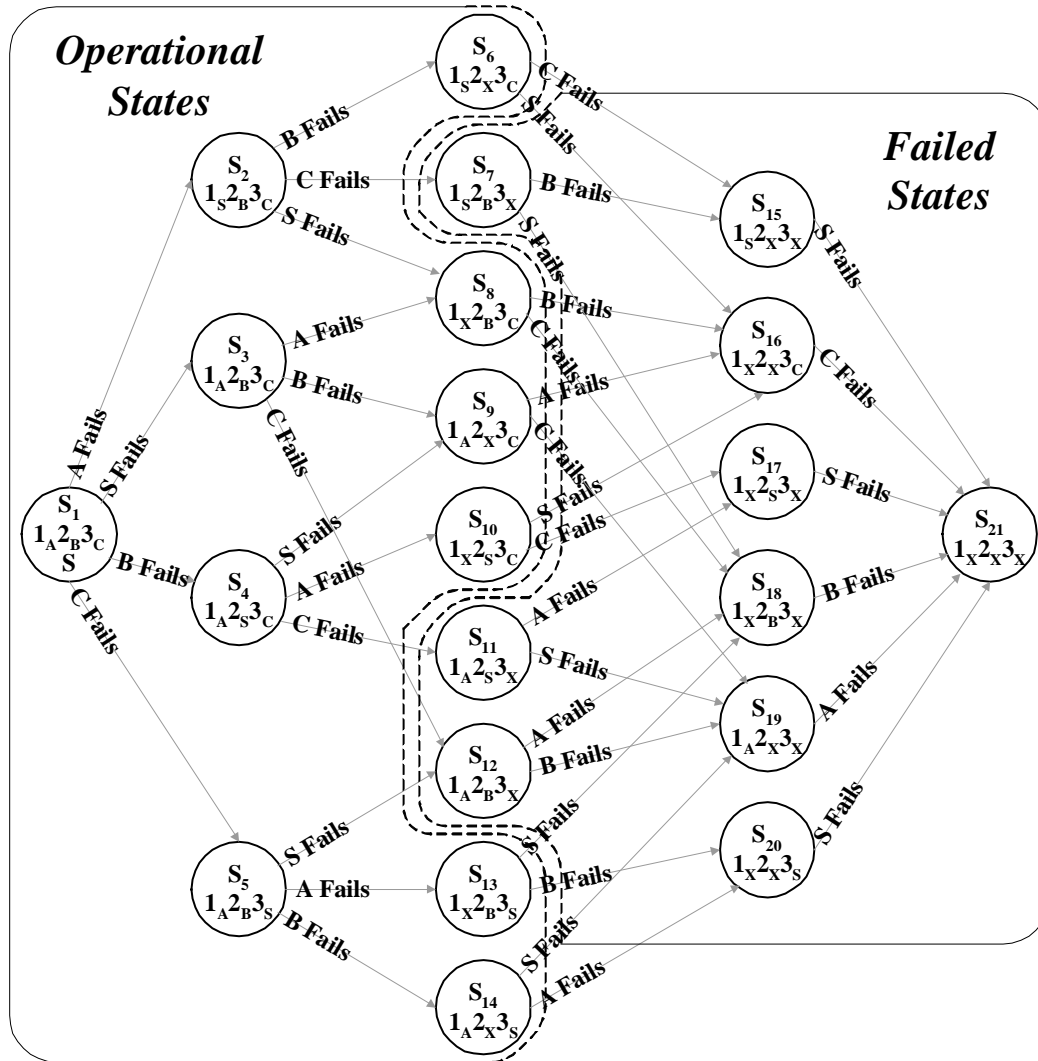 Operational
States
Failed
States
S1
1A2B3C
S
A Fails
S Fails
B Fails
C Fails
S2
1S2B3C
B Fails
C Fails
S Fails
S3
1A2B3C
A Fails
B Fails
C Fails
S4
1A2S3C
S Fails
A Fails
C Fails
S5
1A2B3S
S Fails
A Fails
B Fails
S6
1S2X3C
C Fails
S Fails
S7
1S2B3X
B Fails
S Fails
S8
1X2B3C
B Fails
C Fails
S9
1A2X3C
A Fails
C Fails
S10
1X2S3C
S Fails
C Fails
S11
1A2S3X
A Fails
S Fails
S12
1A2B3X
A Fails
B Fails
S13
1X2B3S
S Fails
B Fails
S14
1A2X3S
S Fails
A Fails
S15
1S2X3X
S Fails
S16
1X2X3C
C Fails
S17
1X2S3X
S Fails
S18
1X2B3X
B Fails
S19
1A2X3X
A Fails
S20
1X2X3S
S Fails
S21
1X2X3X